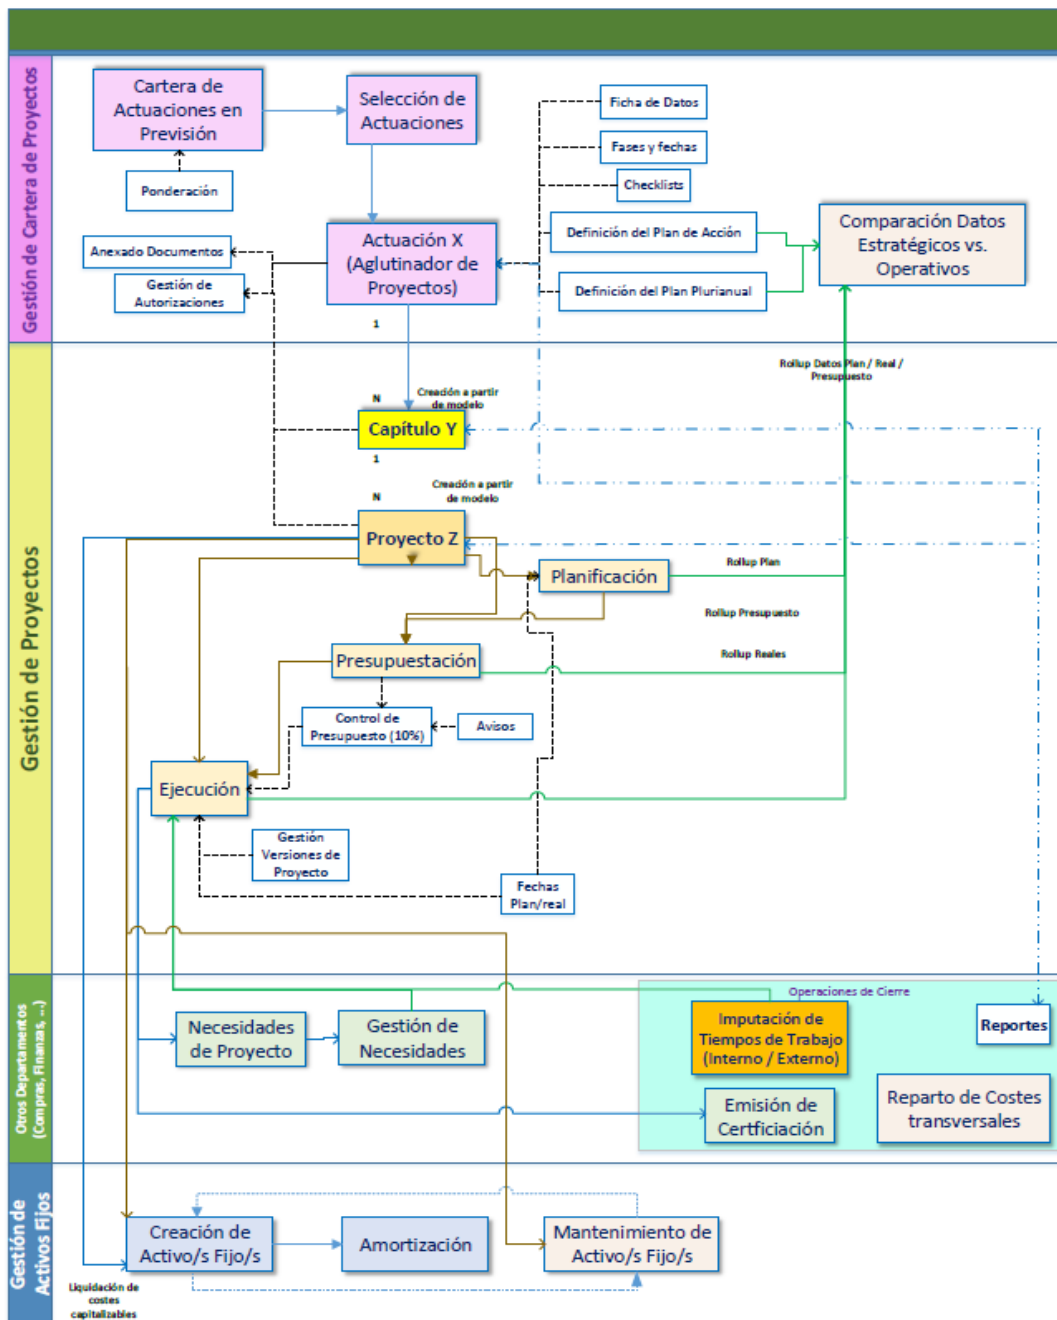 Gestión de Cartera de Proyectos
Cartera de
Actuaciones en
Previsión
Selección de
Actuaciones
Ficha de Datos
Fases y fechas
Checklists
Ponderación
Definición del Plan de Acción
Comparación Datos
Estratégicos vs.
Operativos
Anexado Documentos
Actuación X
(Aglutinador de
Proyectos)
Gestión de
Autorizaciones
Definición del Plan Plurianual
1
Gestión de Proyectos
Rollup Datos Plan / Real /
Presupuesto
N
Creación a partir
de modelo
Capítulo Y
1
Creación a partir
de modelo
N
Proyecto Z
Planificación
Rollup Plan
Rollup Presupuesto
Presupuestación
Rollup Reales
Control de
Presupuesto (10%)
Avisos
Ejecución
Gestión
Versiones de
Proyecto
Fechas
Plan/real
Otros Departamentos
(Compras, Finanzas, ...)
Operaciones de Cierre
Necesidades
de Proyecto
Gestión de
Necesidades
Imputación de
Tiempos de Trabajo
(Interno / Externo)
Reportes
Emisión de
Certficiación
Reparto de Costes
transversales
Gestión de
Activos Fijos
Creación de
Activo/s Fijo/s
Amortización
Mantenimiento de
Activo/s Fijo/s
Liquidación de
costes
capitalizables